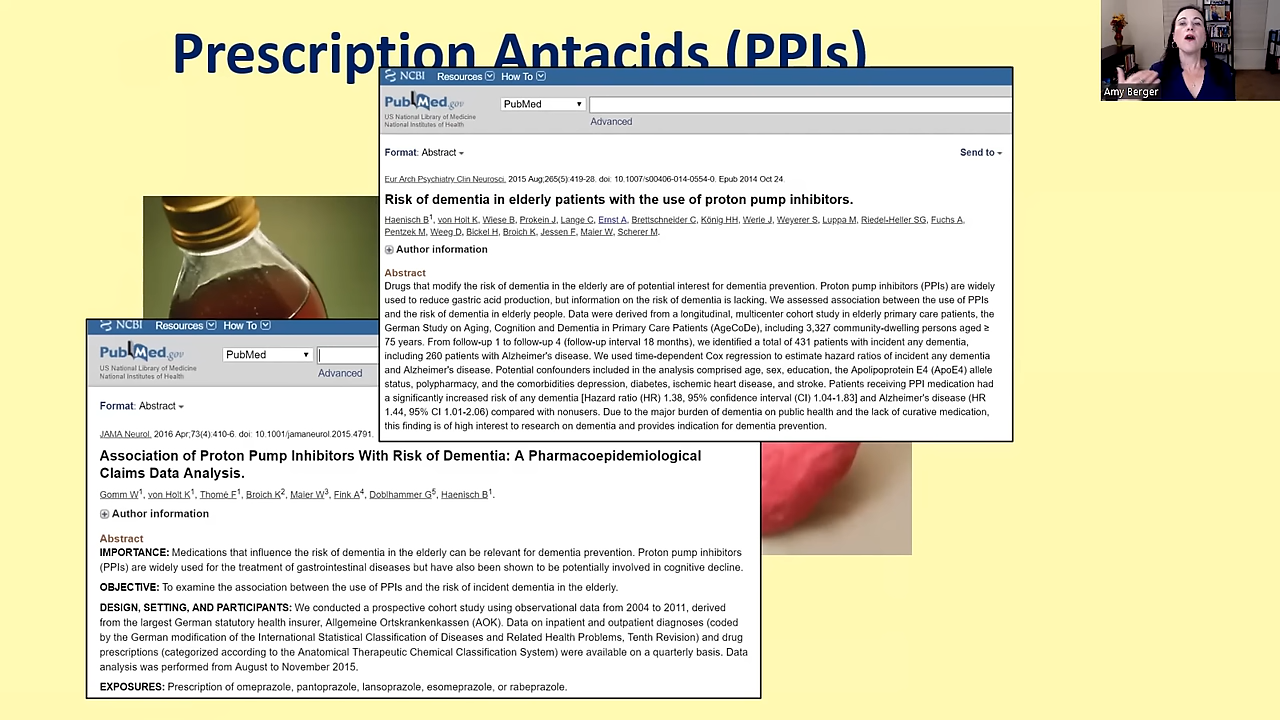 Prescription Antacids (PPIs)
Amy Berger
NCBI Resources How To
PubMed.gov
US National Library of Medicine
National Institutes of Health
PubMed
Advanced
Format: Abstract
Send to
Eur Arch Psychiatry Clin Neurosci. 2015 Aug;265(5):419-28. doi: 10.1007/s00406-014-0554-0. Epub 2014 Oct 24.
Risk of dementia in elderly patients with the use of proton pump inhibitors.
Haenisch B1, von Holt K, Wiese B, Prokein J, Lange C, Ernst A, Brettschneider C, König HH, Werle J, Weyerer S, Luppa M, Riedel-Heller SG, Fuchs A,
Pentzek M, Weeg D, Bickel H, Broich K, Jessen F, Maier W, Scherer M.
Author information
Abstract
Drugs that modify the risk of dementia in the elderly are of potential interest for dementia prevention. Proton pump inhibitors (PPIs) are widely
used to reduce gastric acid production, but information on the risk of dementia is lacking. We assessed association between the use of PPIs
and the risk of dementia in elderly people. Data were derived from a longitudinal, multicenter cohort study in elderly primary care patients, the
German Study on Aging, Cognition and Dementia in Primary Care Patients (AgeCoDe), including 3,327 community-dwelling persons aged ≥
75 years. From follow-up 1 to follow-up 4 (follow-up interval 18 months), we identified a total of 431 patients with incident any dementia,
including 260 patients with Alzheimer's disease. We used time-dependent Cox regression to estimate hazard ratios of incident any dementia
and Alzheimer's disease. Potential confounders included in the analysis comprised age, sex, education, the Apolipoprotein E4 (ApoE4) allele
status, polypharmacy, and the comorbidities depression, diabetes, ischemic heart disease, and stroke. Patients receiving PPI medication had
a significantly increased risk of any dementia [Hazard ratio (HR) 1.38, 95% confidence interval (CI) 1.04-1.83] and Alzheimer's disease (HR
1.44, 95% CI 1.01-2.06) compared with nonusers. Due to the major burden of dementia on public health and the lack of curative medication,
this finding is of high interest to research on dementia and provides indication for dementia prevention.
NCBI Resources How To
PubMed.gov
US National Library of Medicine
National Institutes of Health
PubMed
Advanced
Format: Abstract
JAMA Neurol. 2016 Apr;73(4):410-6. doi: 10.1001/jamaneurol.2015.4791.
Association of Proton Pump Inhibitors With Risk of Dementia: A Pharmacoepidemiological
Claims Data Analysis.
Gomm W1, von Holt K1, Thomé F1, Broich K2, Maier W3, Fink A4, Doblhammer G5, Haenisch B1.
Author information
Abstract
IMPORTANCE: Medications that influence the risk of dementia in the elderly can be relevant for dementia prevention. Proton pump inhibitors
(PPIs) are widely used for the treatment of gastrointestinal diseases but have also been shown to be potentially involved in cognitive decline.
OBJECTIVE: To examine the association between the use of PPIs and the risk of incident dementia in the elderly.
DESIGN, SETTING, AND PARTICIPANTS: We conducted a prospective cohort study using observational data from 2004 to 2011, derived
from the largest German statutory health insurer, Allgemeine Ortskrankenkassen (AOK). Data on inpatient and outpatient diagnoses (coded
by the German modification of the International Statistical Classification of Diseases and Related Health Problems, Tenth Revision) and drug
prescriptions (categorized according to the Anatomical Therapeutic Chemical Classification System) were available on a quarterly basis. Data
analysis was performed from August to November 2015.
EXPOSURES: Prescription of omeprazole, pantoprazole, lansoprazole, esomeprazole, or rabeprazole.